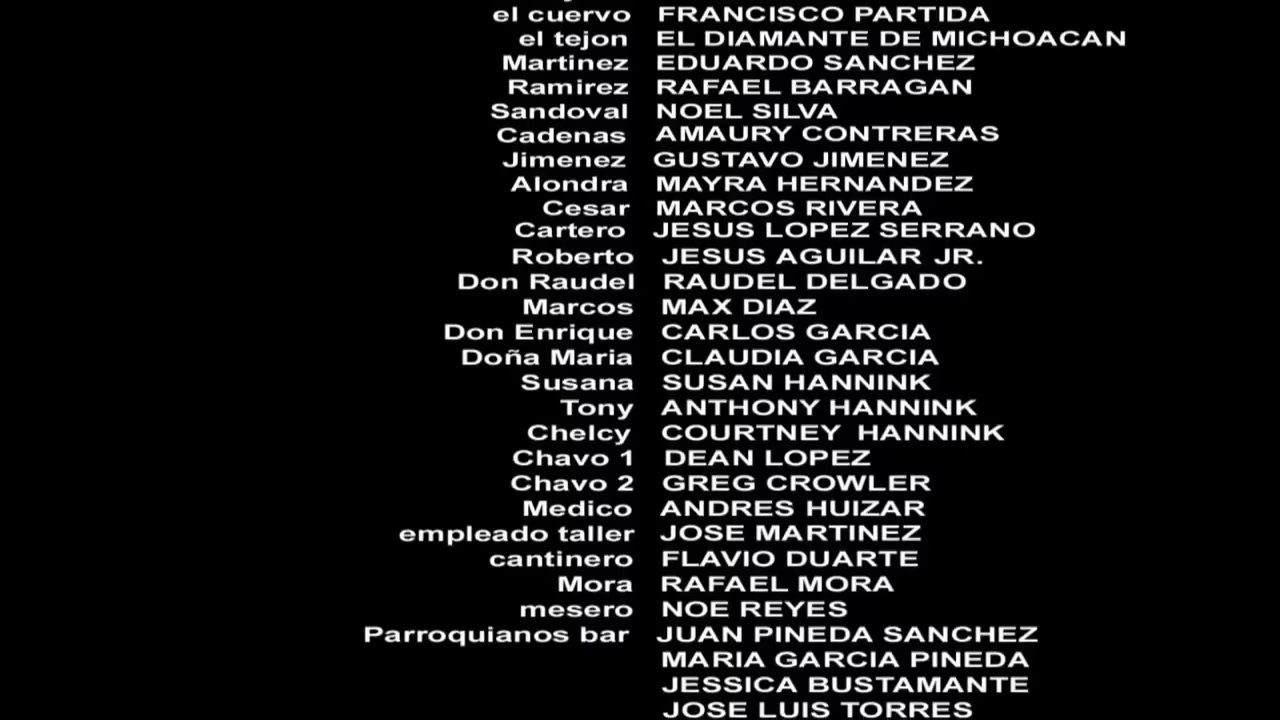 el cuervo FRANCISCO PARTIDA
el tejon EL DIAMANTE DE MICHOACAN
Martinez EDUARDO SANCHEZ
Ramirez RAFAEL BARRAGAN
Sandoval NOEL SILVA
Cadenas AMAURY CONTRERAS
Jimenez GUSTAVO JIMENEZ
Alondra MAYRA HERNANDEZ
Cesar MARCOS RIVERA
Cartero JESUS LOPEZ SERRANO
Roberto JESUS AGUILAR JR.
Don Raudel RAUDEL DELGADO
Marcos MAX DIAZ
Don Enrique CARLOS GARCIA
Doña Maria CLAUDIA GARCIA
Susana SUSAN HANNINK
Tony ANTHONY HANNINK
Chelcy COURTNEY HANNINK
Chavo 1 DEAN LOPEZ
Chavo 2 GREG CROWLER
Medico ANDRES HUIZAR
empleado taller JOSE MARTINEZ
cantinero FLAVIO DUARTE
Mora RAFAEL MORA
mesero NOE REYES
Parroquianos bar JUAN PINEDA SANCHEZ
MARIA GARCIA PINEDA
JESSICA BUSTAMANTE
JOSE LUIS TORRES